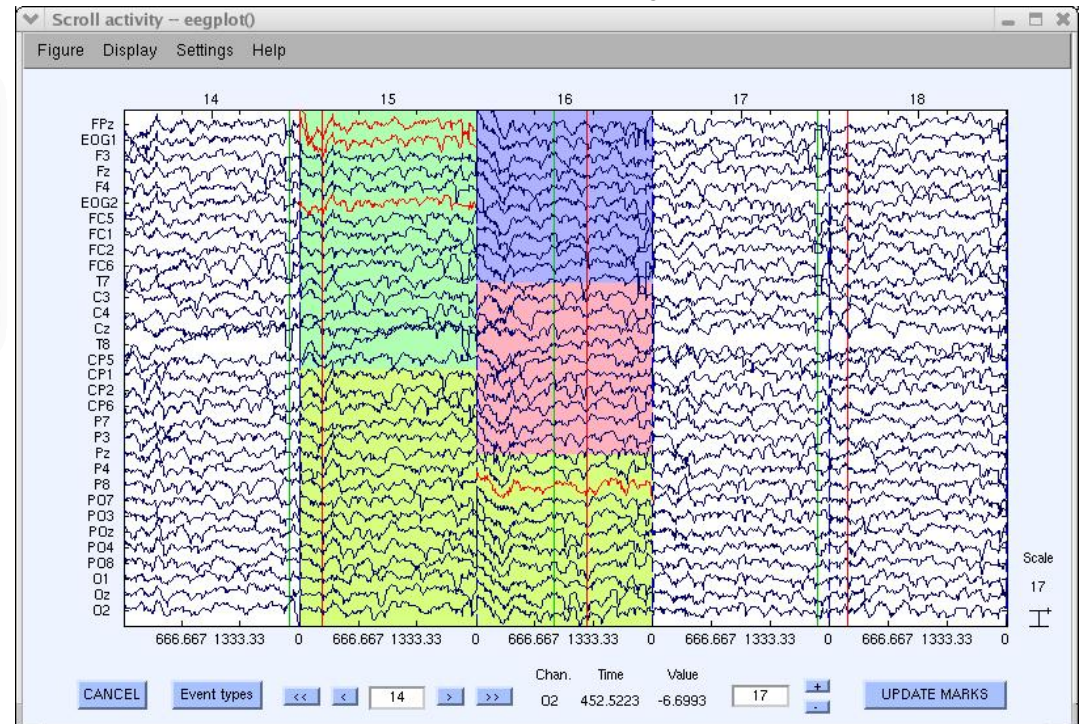 Scroll activity -- eegplot()
Figure Display Settings Help
14 15 16 17 18
FPz
EOG1
F3
Fz
F4
EOG2
FC5
FC1
FC2
FC6
T7
C3
C4
Cz
T8
CP5
CP1
CP2
CP6
P7
P3
Pz
P4
P8
PO7
PO3
POz
PO4
PO8
O1
Oz
O2
Scale
17
666.667 1333.33 0 666.667 1333.33 0 666.667 1333.33 0 666.667 1333.33 0 666.667 1333.33 0
Chan. Time Value
CANCEL Event types << < 14 > >> O2 452.5223 -6.6993 17 + - UPDATE MARKS